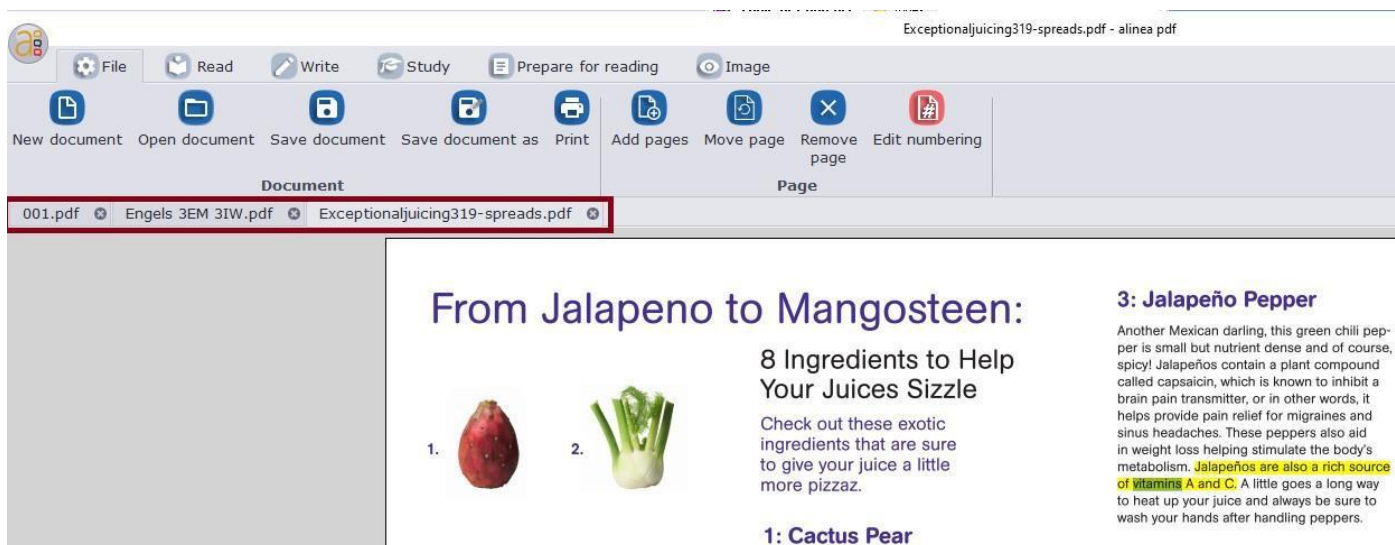 Exceptionaljuicing319-spreads.pdf - alinea pdf
File Read Write Study Prepare for reading Image
New document Open document Save document Save document as Print Add pages Move page Remove page Edit numbering
Document Page
001.pdf Engels 3EM 3IW.pdf Exceptionaljuicing319-spreads.pdf
From Jalapeno to Mangosteen:
8 Ingredients to Help
Your Juices Sizzle
1.
2.
Check out these exotic
ingredients that are sure
to give your juice a little
more pizzaz.
1: Cactus Pear
3: Jalapeño Pepper
Another Mexican darling, this green chili pep-
per is small but nutrient dense and of course,
spicy! Jalapeños contain a plant compound
called capsaicin, which is known to inhibit a
brain pain transmitter, or in other words, it
helps provide pain relief for migraines and
sinus headaches. These peppers also aid
in weight loss helping stimulate the body's
metabolism. Jalapeños are also a rich source
of vitamins A and C. A little goes a long way
to heat up your juice and always be sure to
wash your hands after handling peppers.